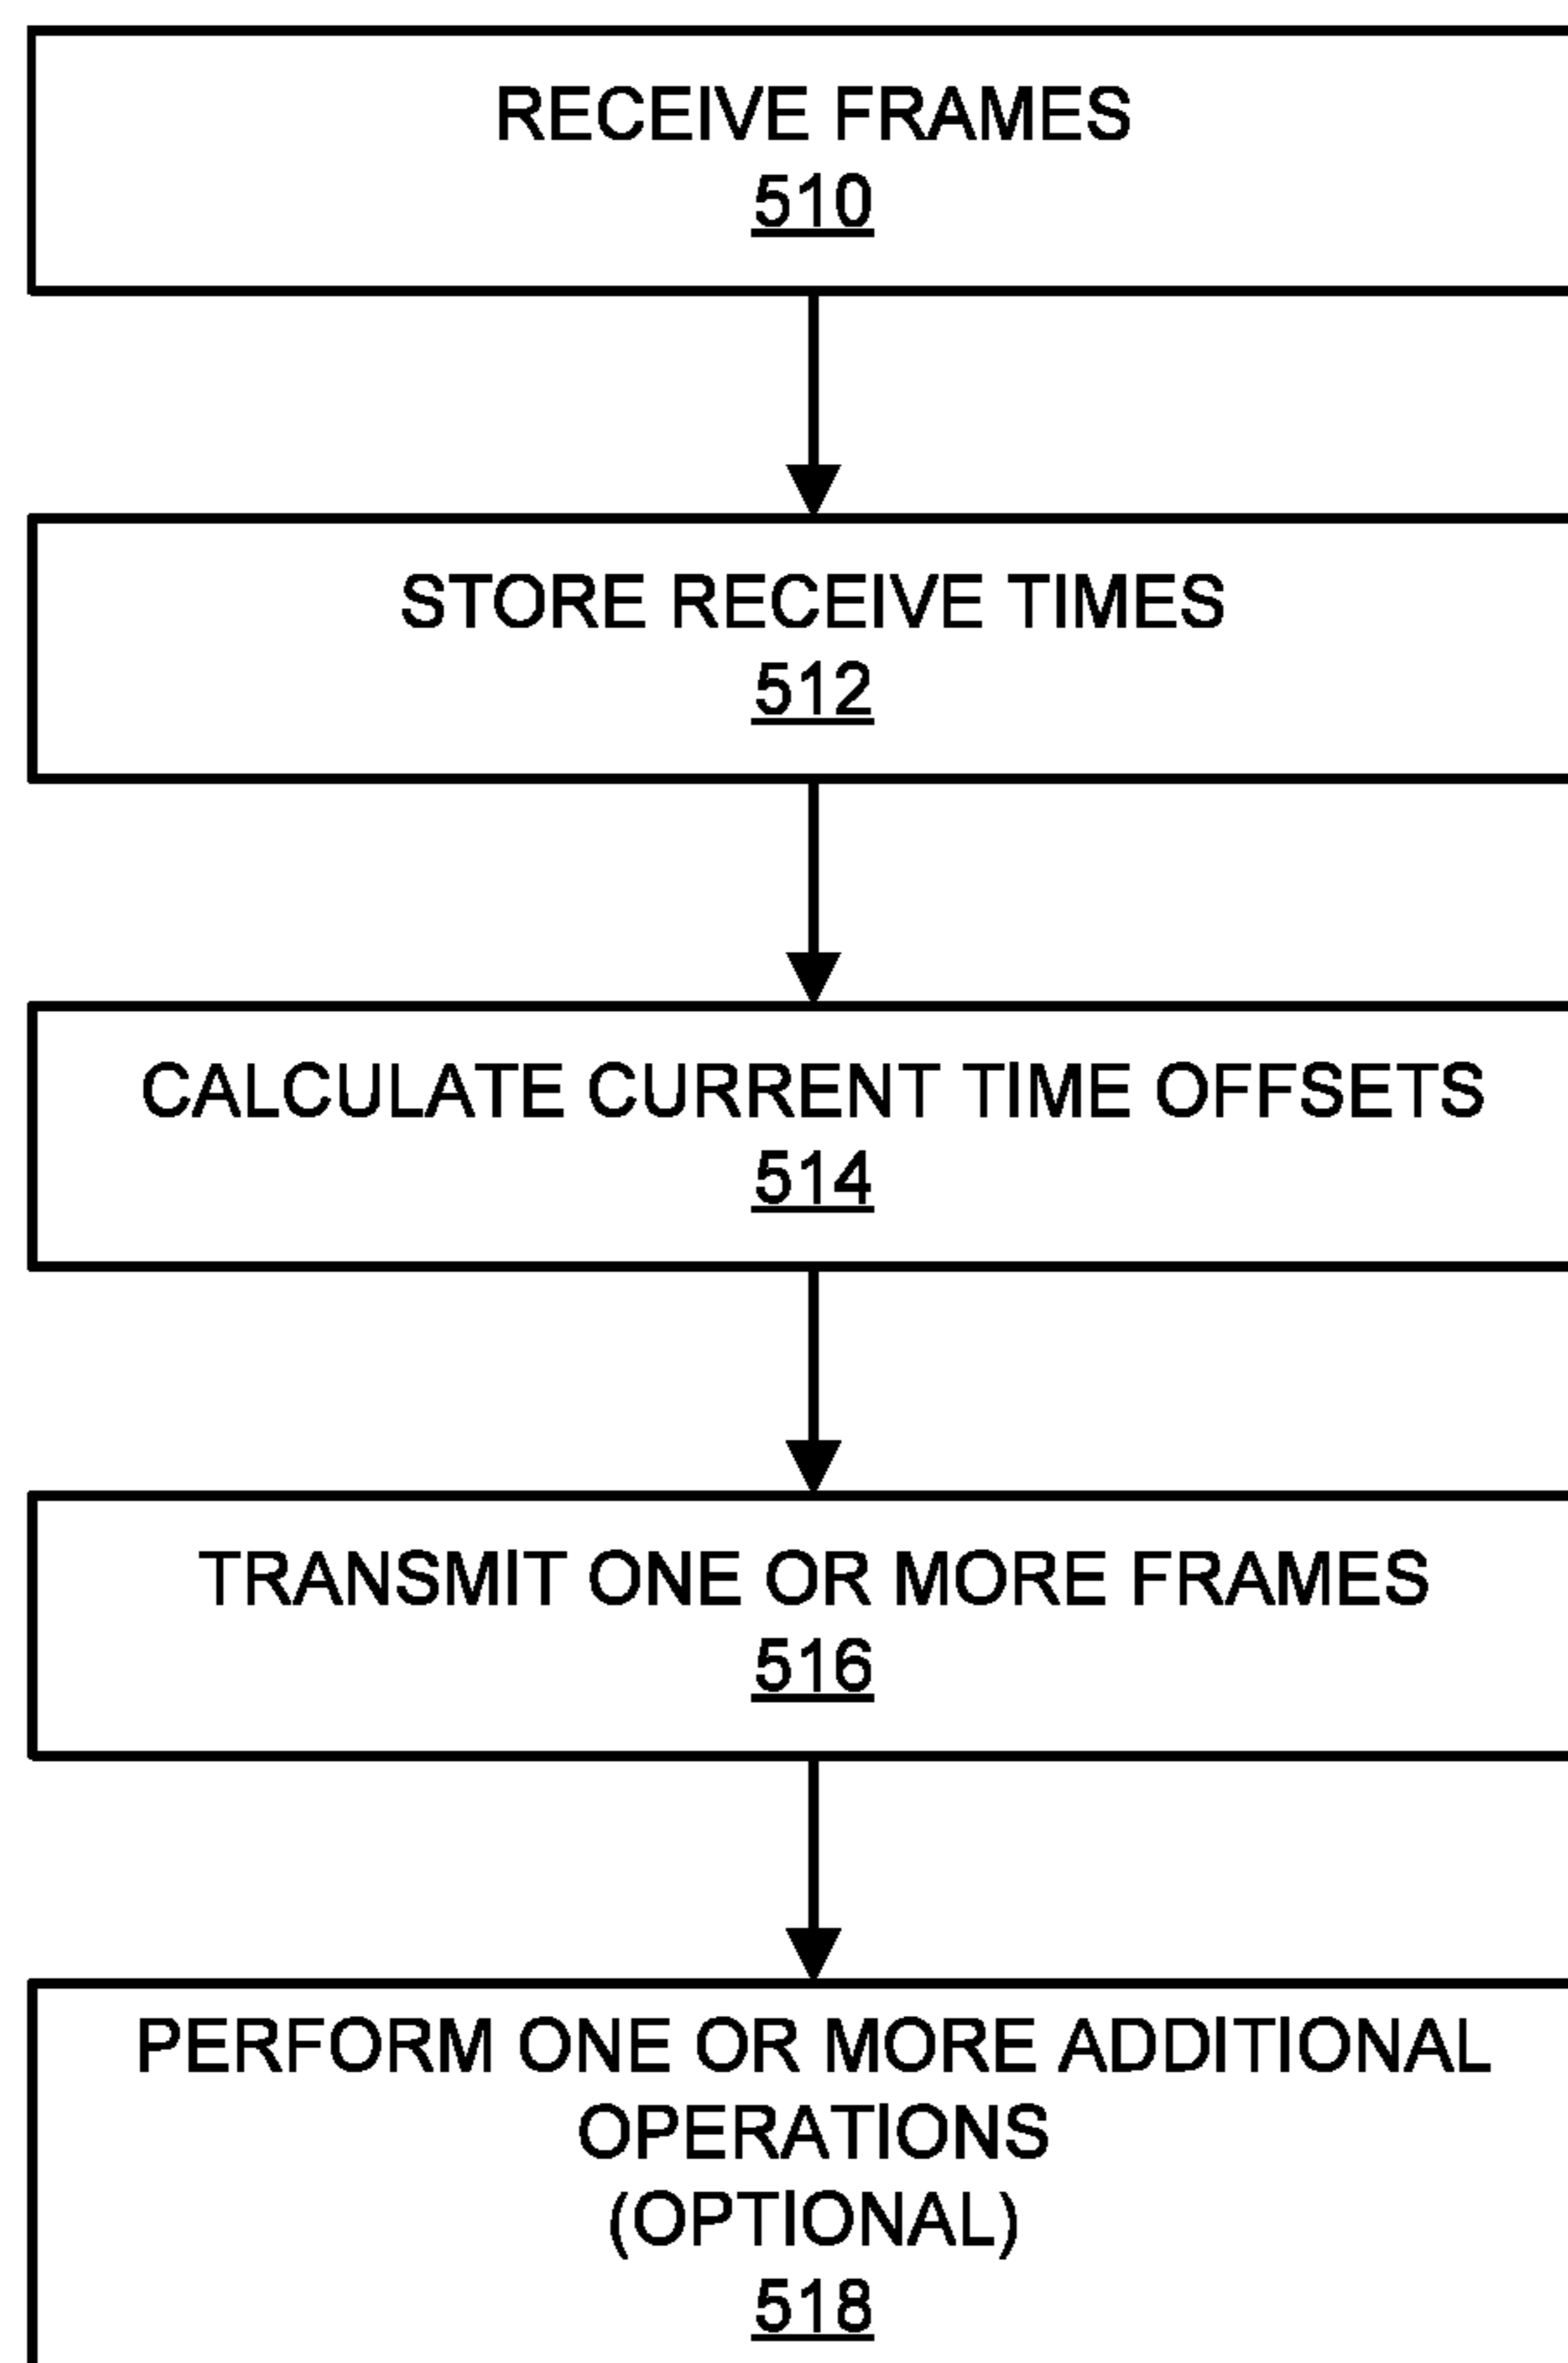 RECEIVE FRAMES
510
STORE RECEIVE TIMES
512
CALCULATE CURRENT TIME OFFSETS
514
TRANSMIT ONE OR MORE FRAMES
516
PERFORM ONE OR MORE ADDITIONAL
OPERATIONS
(OPTIONAL)
518